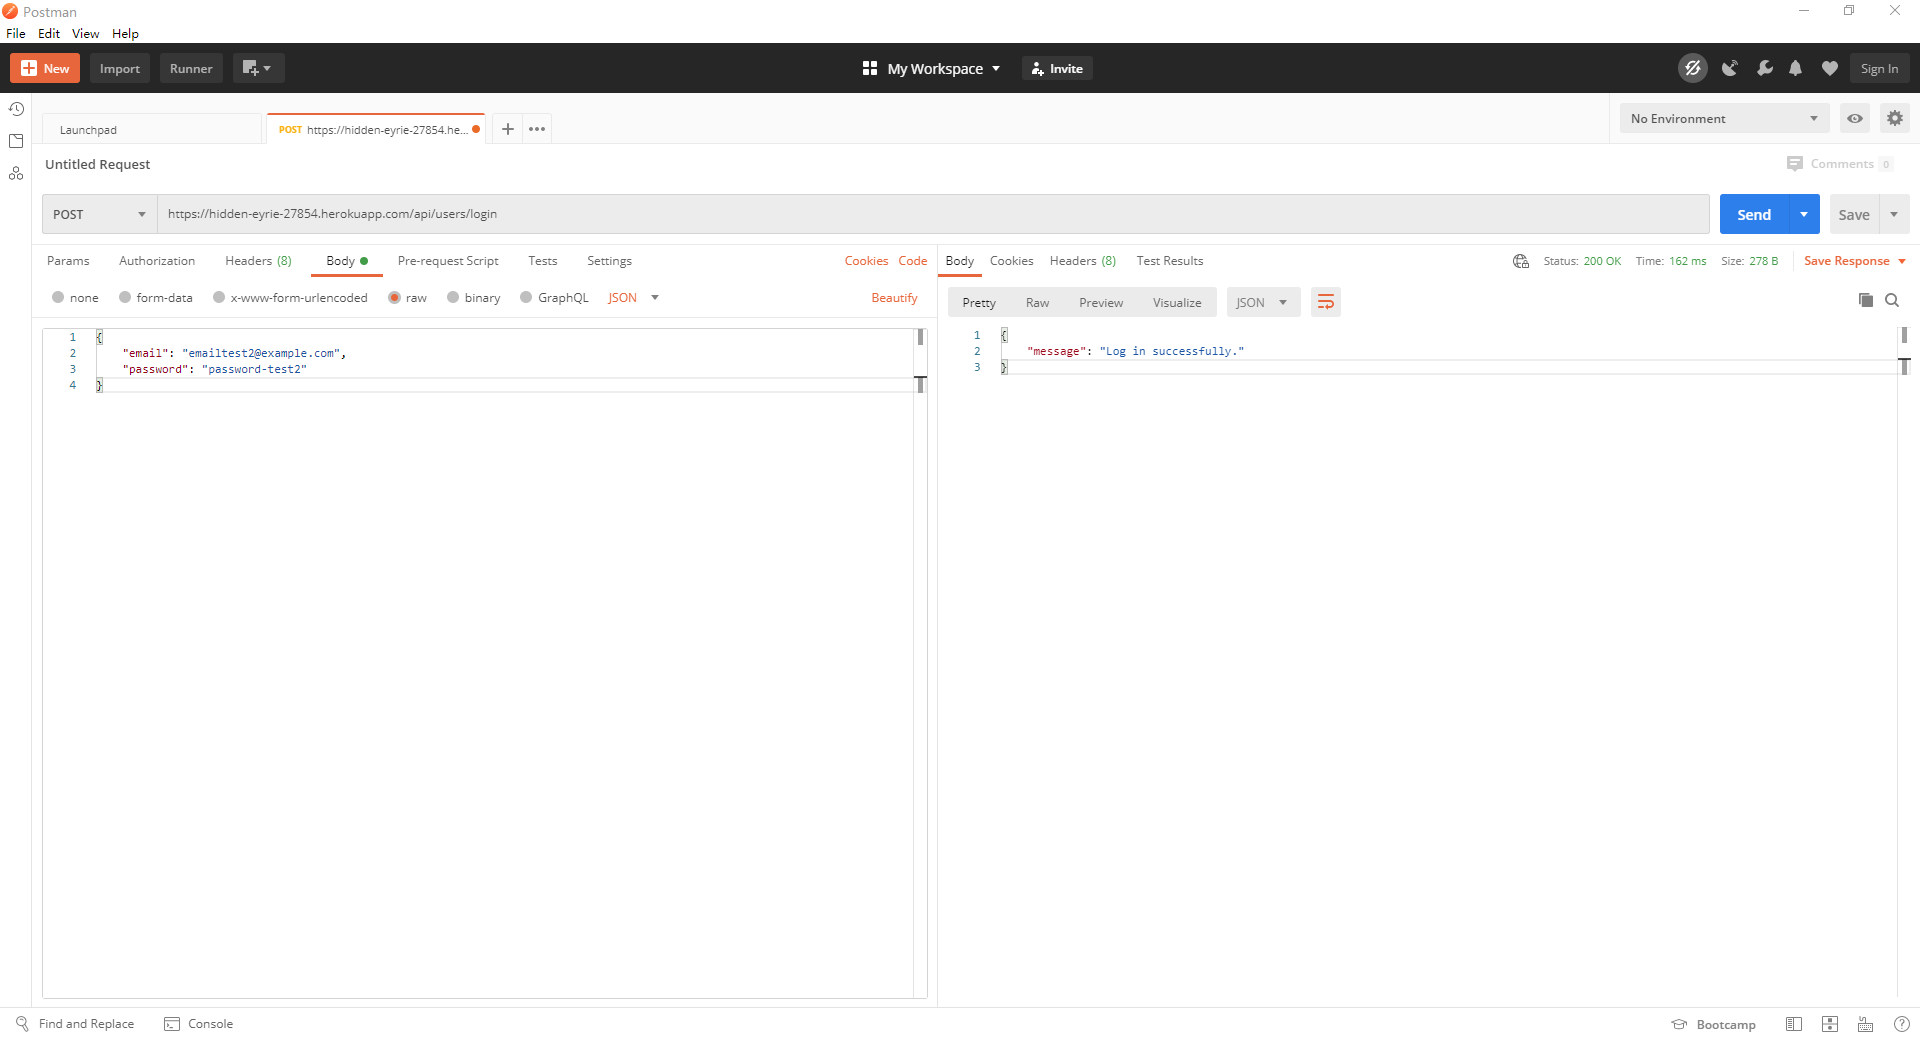 Postman
File Edit View Help
New Import Runner My Workspace Invite Sign In
Launchpad POST https://hidden-eyrie-27854.he... No Environment
Untitled Request Comments 0
POST https://hidden-eyrie-27854.herokuapp.com/api/users/login Send Save
Params Authorization Headers (8) Body Pre-request Script Tests Settings Cookies Code
none form-data x-www-form-urlencoded raw binary GraphQL JSON Beautify
1 {
2 "email": "emailtest2@example.com",
3 "password": "password-test2"
4 }
Body Cookies Headers (8) Test Results Status: 200 OK Time: 162 ms Size: 278 B Save Response
Pretty Raw Preview Visualize JSON
1 {
2 "message": "Log in successfully."
3 }
Find and Replace Console Bootcamp